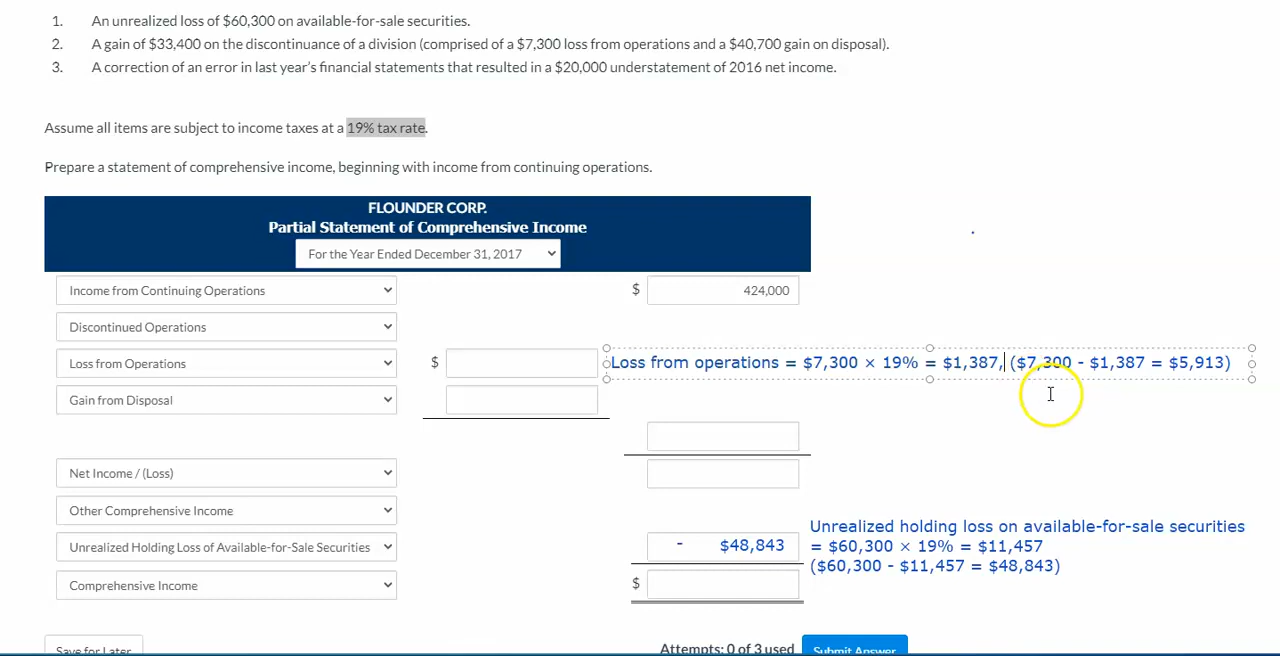 1. An unrealized loss of $60,300 on available-for-sale securities.
2. A gain of $33,400 on the discontinuance of a division (comprised of a $7,300 loss from operations and a $40,700 gain on disposal).
3. A correction of an error in last year's financial statements that resulted in a $20,000 understatement of 2016 net income.
Assume all items are subject to income taxes at a 19% tax rate.
Prepare a statement of comprehensive income, beginning with income from continuing operations.
FLOUNDER CORP.
Partial Statement of Comprehensive Income
For the Year Ended December 31, 2017
Income from Continuing Operations $ 424,000
Discontinued Operations
Loss from Operations $ Loss from operations = $7,300 × 19% = $1,387, ($7,300 - $1,387 = $5,913)
Gain from Disposal
Net Income / (Loss)
Other Comprehensive Income
Unrealized Holding Loss of Available-for-Sale Securities - $48,843
Unrealized holding loss on available-for-sale securities
= $60,300 × 19% = $11,457
($60,300 - $11,457 = $48,843)
Comprehensive Income $
Save for Later Attempts: 0 of 3 used Submit Answer